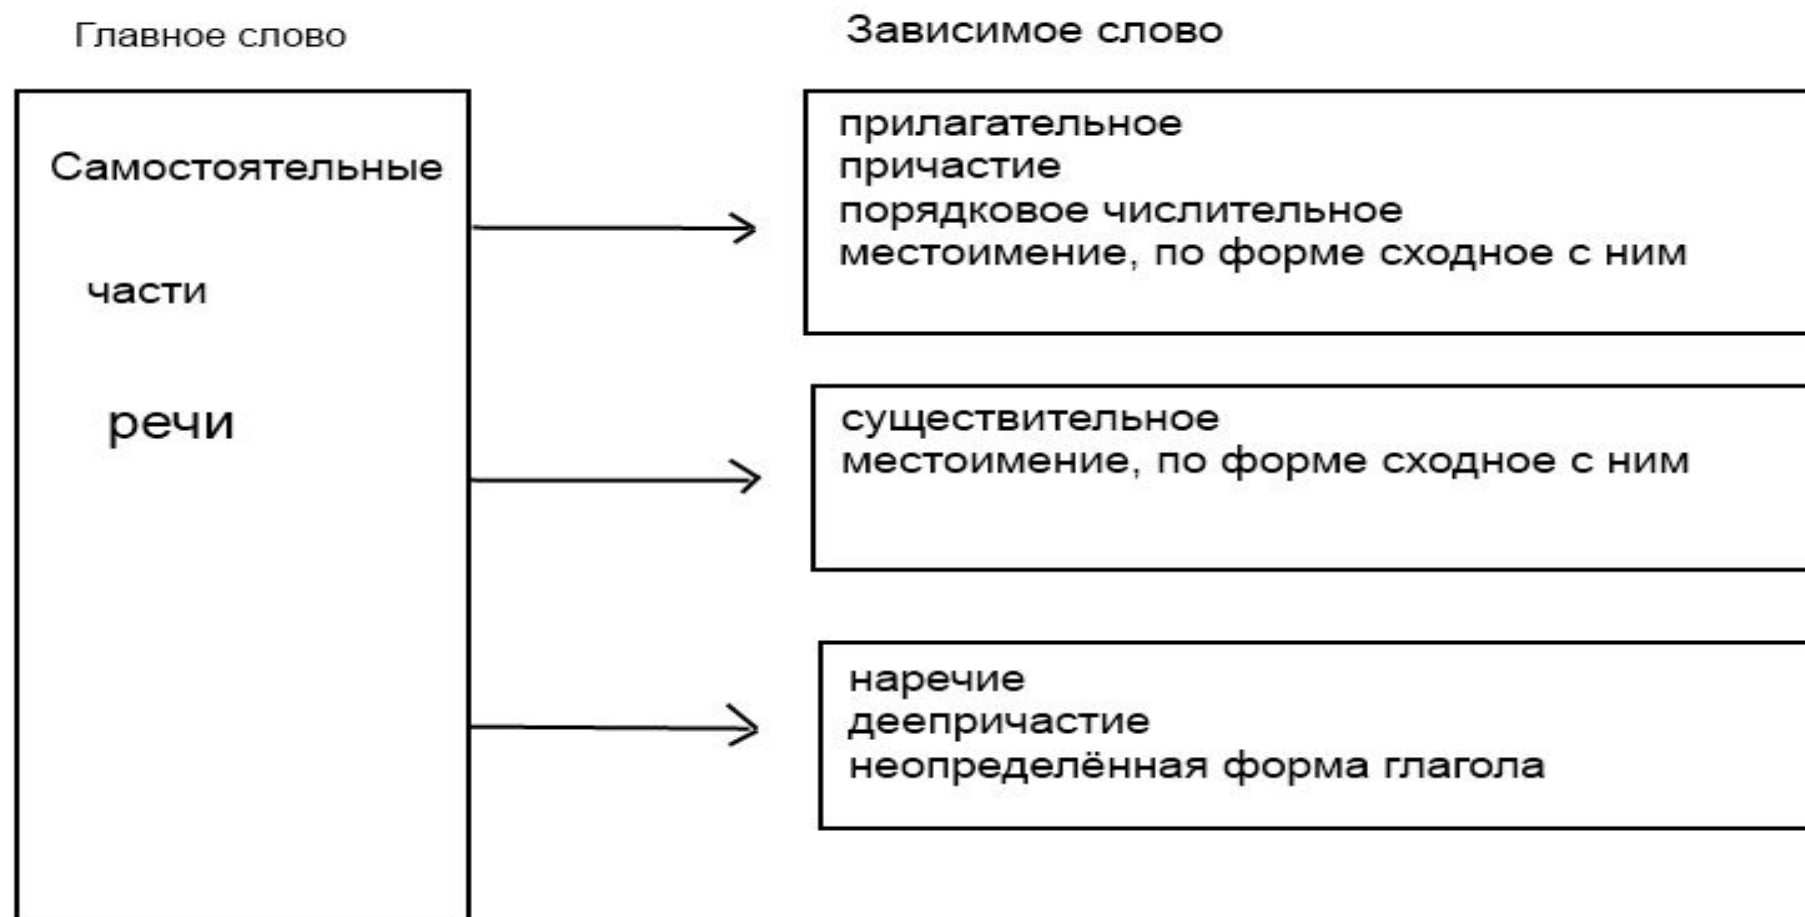 Главное слово
Зависимое слово
Самостоятельные
части
речи
прилагательное
причастие
порядковое числительное
местоимение, по форме сходное с ним
существительное
местоимение, по форме сходное с ним
наречие
деепричастие
неопределённая форма глагола